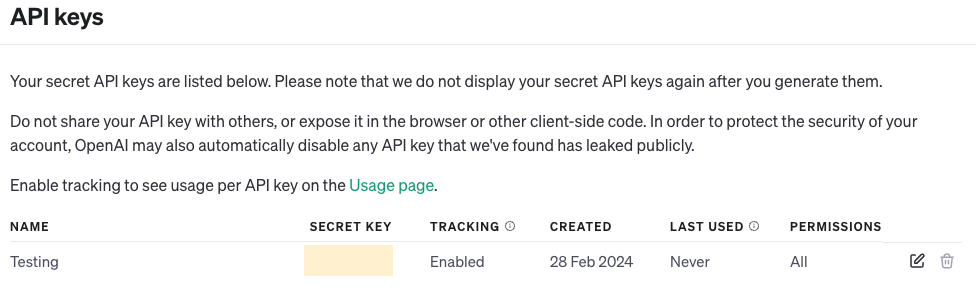 API keys
Your secret API keys are listed below. Please note that we do not display your secret API keys again after you generate them.
Do not share your API key with others, or expose it in the browser or other client-side code. In order to protect the security of your
account, OpenAI may also automatically disable any API key that we've found has leaked publicly.
Enable tracking to see usage per API key on the Usage page.
NAME SECRET KEY TRACKING CREATED LAST USED PERMISSIONS
Testing Enabled 28 Feb 2024 Never All